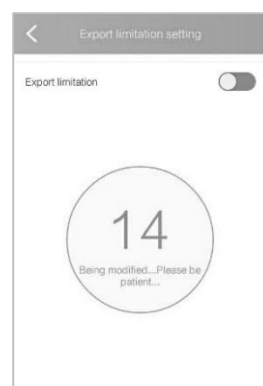 Export limitation setting
Export limitation
14
Being modified...Please be
patient...